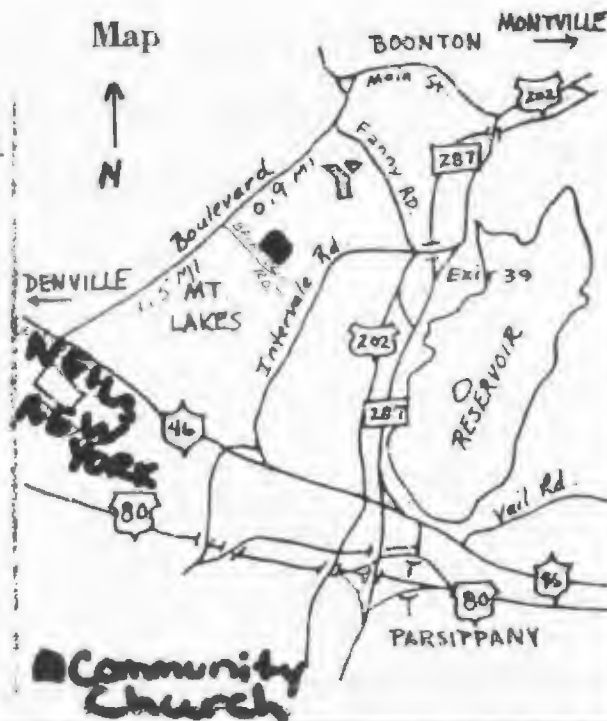 Map
N
BOONTON
MONTVILLE
Main St.
202
Fanny RD.
287
Boulevard
0.9 MI
Intervale Rd
Exit 39
DENVILLE
1.5 MI
MT
LAKES
202
RESERVOIR
NEW
YORK
46
287
Vail Rd.
80
46
80
PARSIPPANY
Community
Church